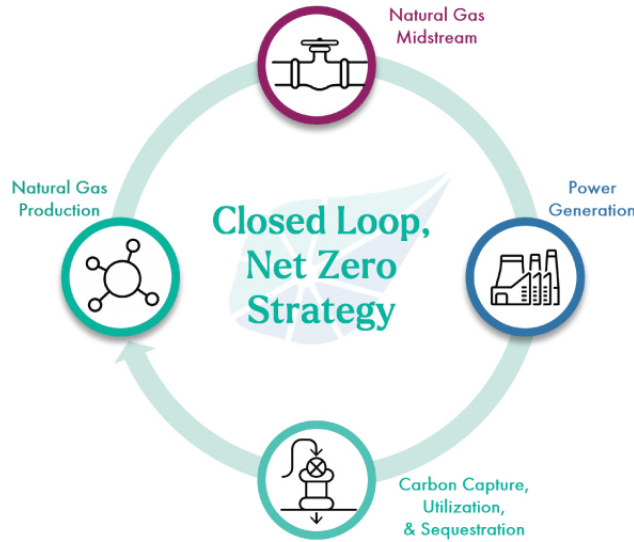 Natural Gas
Midstream
Natural Gas
Production
Power
Generation
Closed Loop,
Net Zero
Strategy
Carbon Capture,
Utilization,
& Sequestration